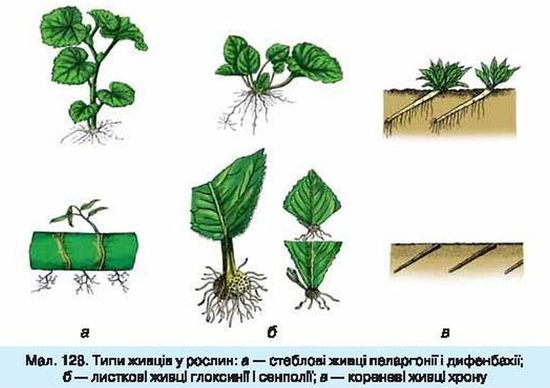 а
б
в
Мал. 128. Типи живців у рослин: а — стеблові живці пеларгонії і дифенбахії;
б — листкові живці глоксинії і сенполії; в — кореневі живці хрону